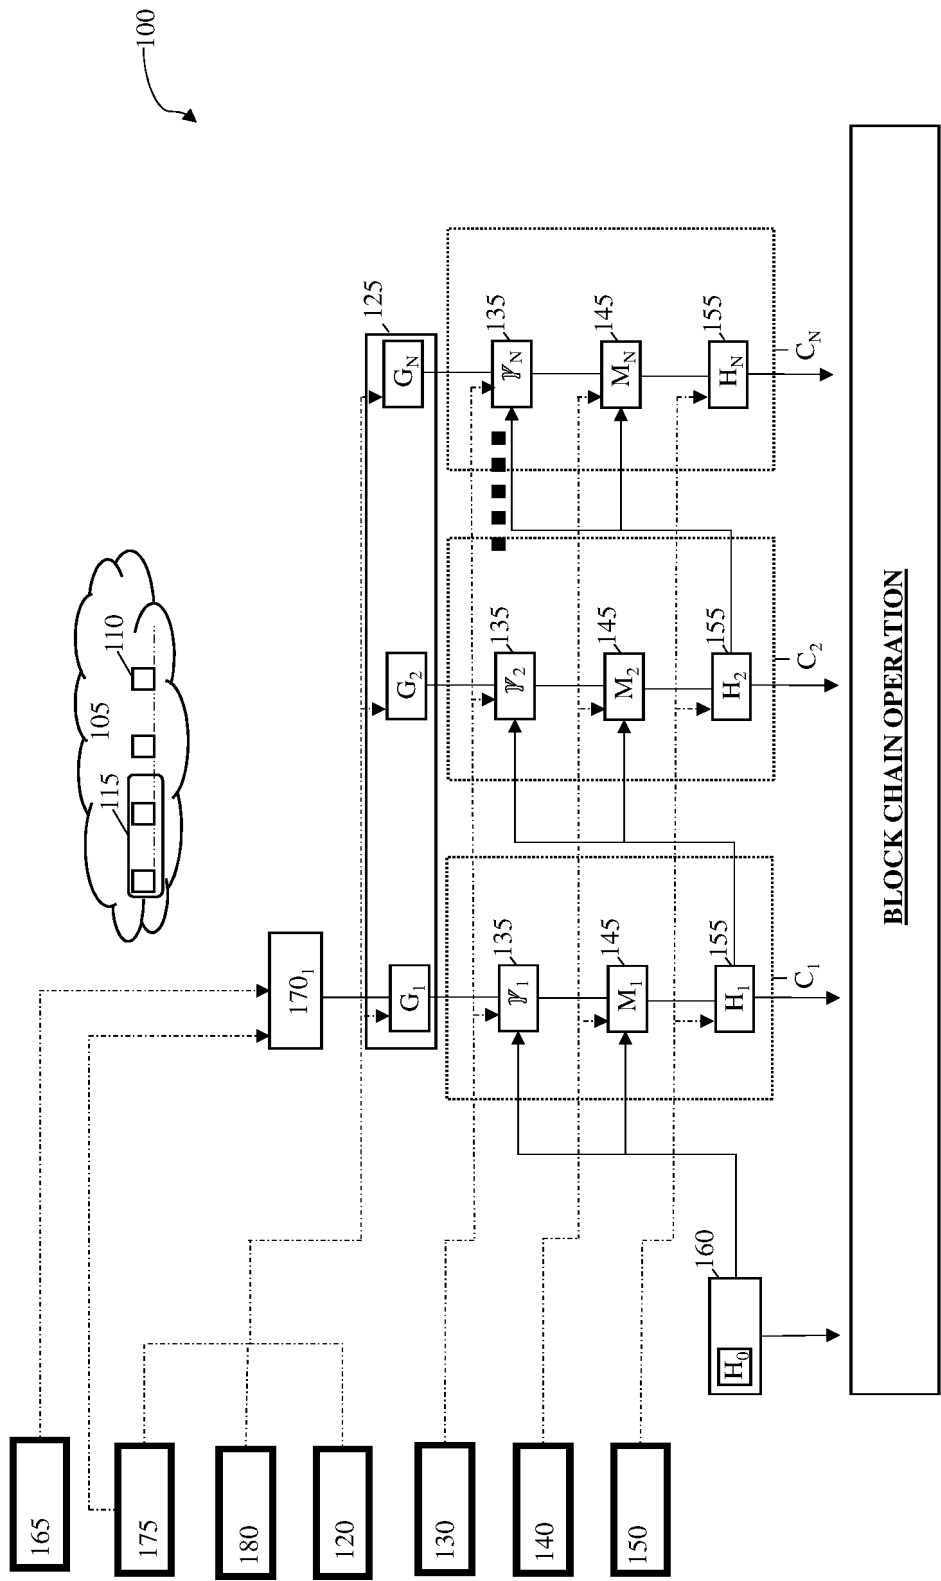 100
105
110
115
165
175
180
120
130
140
150
170₁
125
G₁
G₂
G_N
135
𝕐₁
135
𝕐₂
135
𝕐_N
145
M₁
145
M₂
145
M_N
155
H₁
155
H₂
155
H_N
C₁
C₂
C_N
160
H₀
BLOCK CHAIN OPERATION